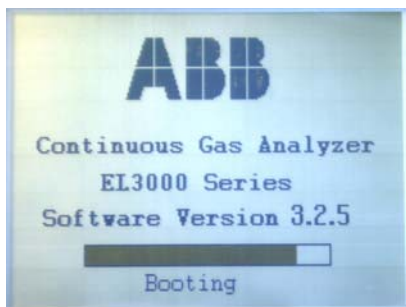 ABB
Continuous Gas Analyzer
EL3000 Series
Software Version 3.2.5
Booting